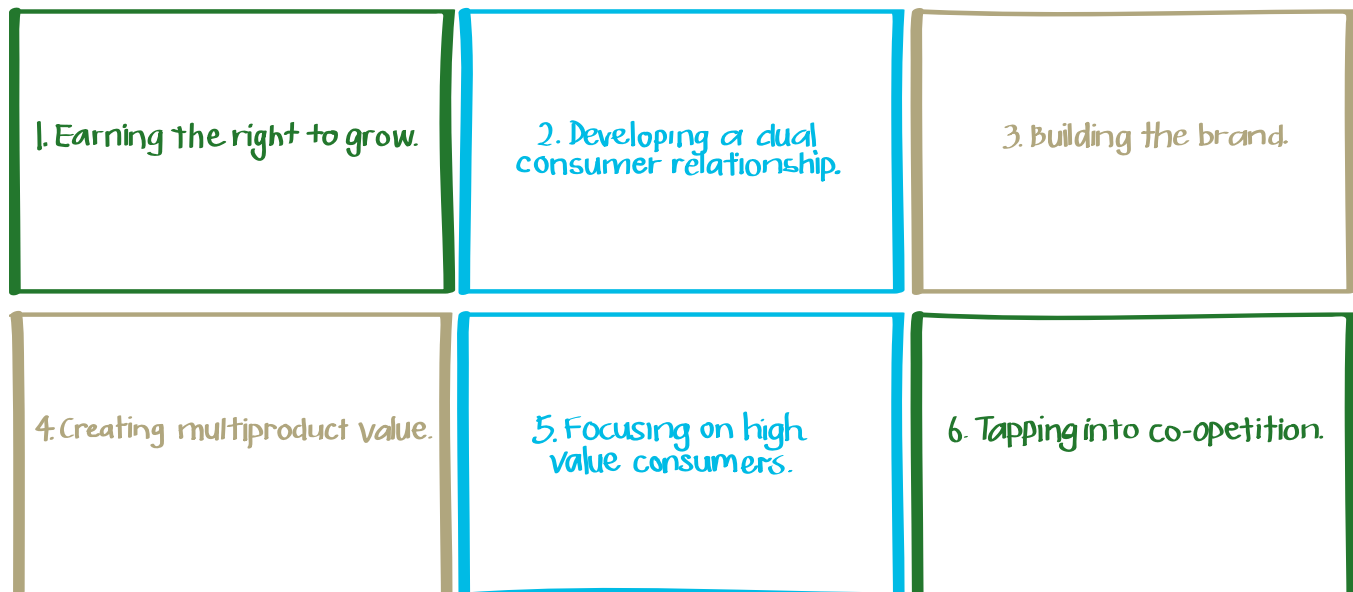 1. Earning the right to grow.
2. Developing a dual
consumer relationship.
3. Building the brand.
4. Creating multiproduct value.
5. Focusing on high
value consumers.
6. Tapping into co-opetition.